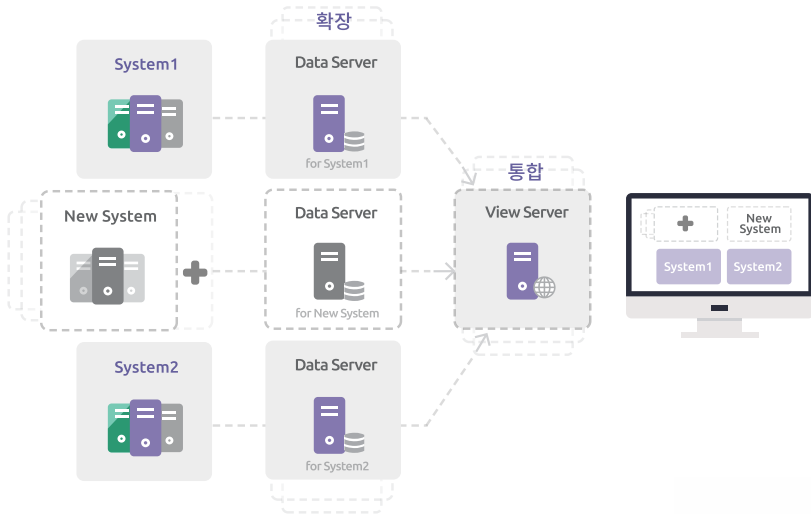 확장
System1
Data Server
for System1
통합
New System
Data Server
for New System
View Server
New
System
System1
System2
System2
Data Server
for System2